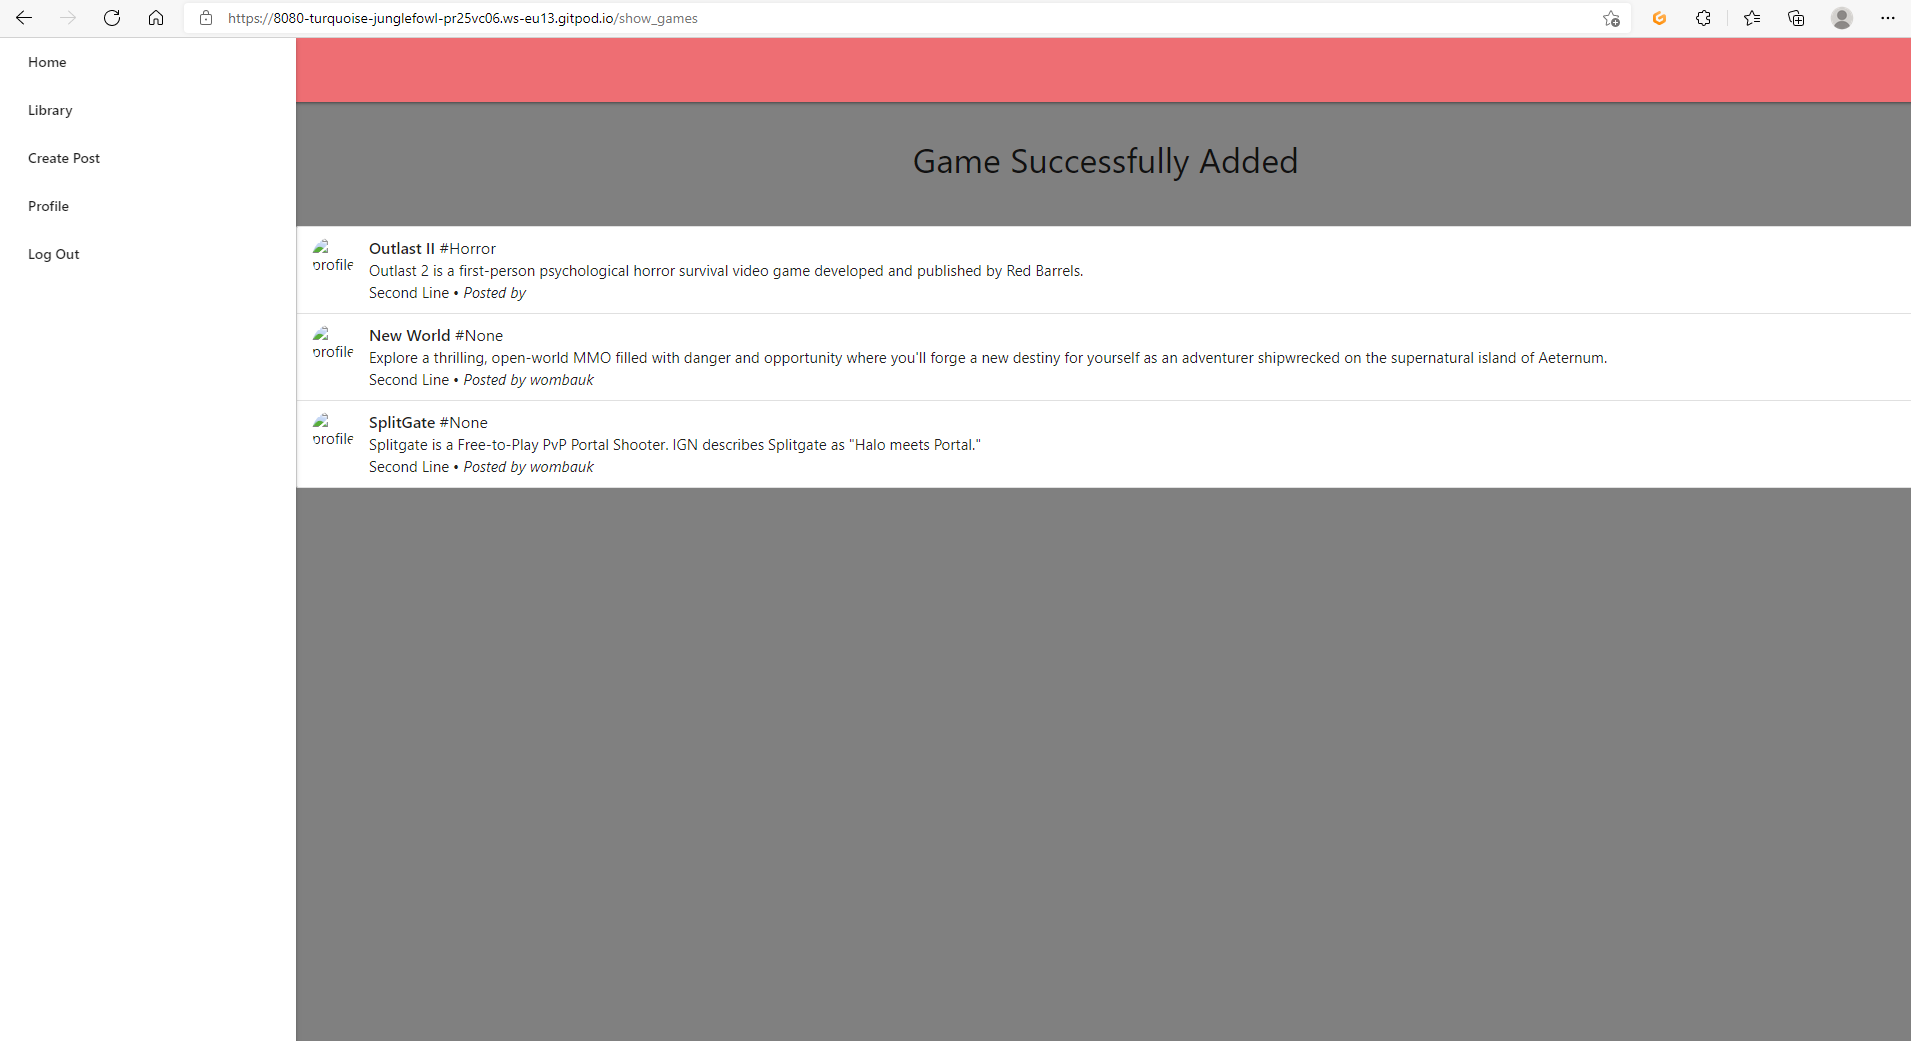 https://8080-turquoise-junglefowl-pr25vc06.ws-eu13.gitpod.io/show_games
Home
Library
Create Post
Profile
Log Out
Game Successfully Added
profile
Outlast II #Horror
Outlast 2 is a first-person psychological horror survival video game developed and published by Red Barrels.
Second Line • Posted by
profile
New World #None
Explore a thrilling, open-world MMO filled with danger and opportunity where you'll forge a new destiny for yourself as an adventurer shipwrecked on the supernatural island of Aeternum.
Second Line • Posted by wombauk
profile
SplitGate #None
Splitgate is a Free-to-Play PvP Portal Shooter. IGN describes Splitgate as "Halo meets Portal."
Second Line • Posted by wombauk